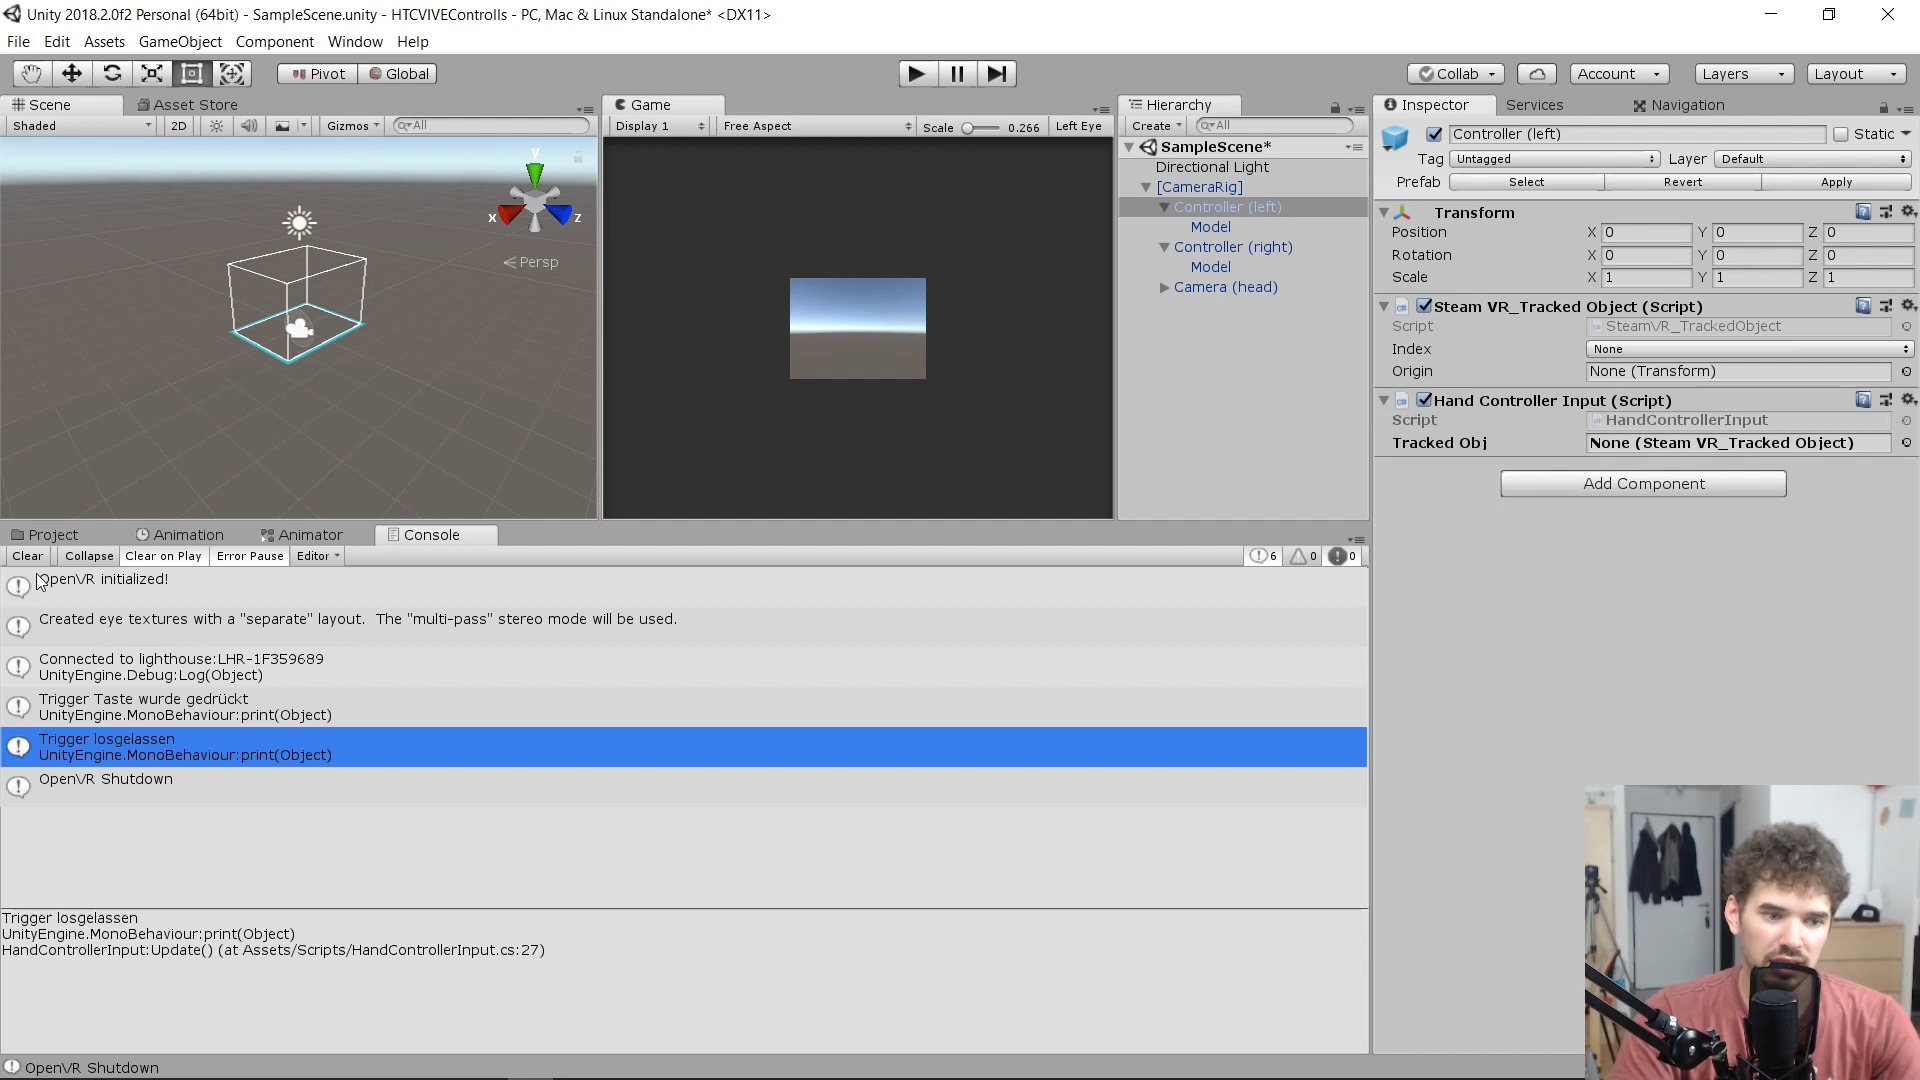 Unity 2018.2.0f2 Personal (64bit) - SampleScene.unity - HTCVIVEControlls - PC, Mac & Linux Standalone* <DX11>
File Edit Assets GameObject Component Window Help
Pivot Global Collab Account Layers Layout
Scene Asset Store
Shaded 2D Gizmos All
y
x z
Persp
Game
Display 1 Free Aspect Scale 0.266 Left Eye
Hierarchy
Create All
SampleScene*
Directional Light
[CameraRig]
Controller (left)
Model
Controller (right)
Model
Camera (head)
Inspector Services Navigation
Controller (left) Static
Tag Untagged Layer Default
Prefab Select Revert Apply
Transform
Position X 0 Y 0 Z 0
Rotation X 0 Y 0 Z 0
Scale X 1 Y 1 Z 1
Steam VR_Tracked Object (Script)
Script SteamVR_TrackedObject
Index None
Origin None (Transform)
Hand Controller Input (Script)
Script HandControllerInput
Tracked Obj None (Steam VR_Tracked Object)
Add Component
Project Animation Animator Console
Clear Collapse Clear on Play Error Pause Editor 6 0 0
OpenVR initialized!
Created eye textures with a "separate" layout. The "multi-pass" stereo mode will be used.
Connected to lighthouse:LHR-1F359689
UnityEngine.Debug:Log(Object)
Trigger Taste wurde gedrückt
UnityEngine.MonoBehaviour:print(Object)
Trigger losgelassen
UnityEngine.MonoBehaviour:print(Object)
OpenVR Shutdown
Trigger losgelassen
UnityEngine.MonoBehaviour:print(Object)
HandControllerInput:Update() (at Assets/Scripts/HandControllerInput.cs:27)
OpenVR Shutdown